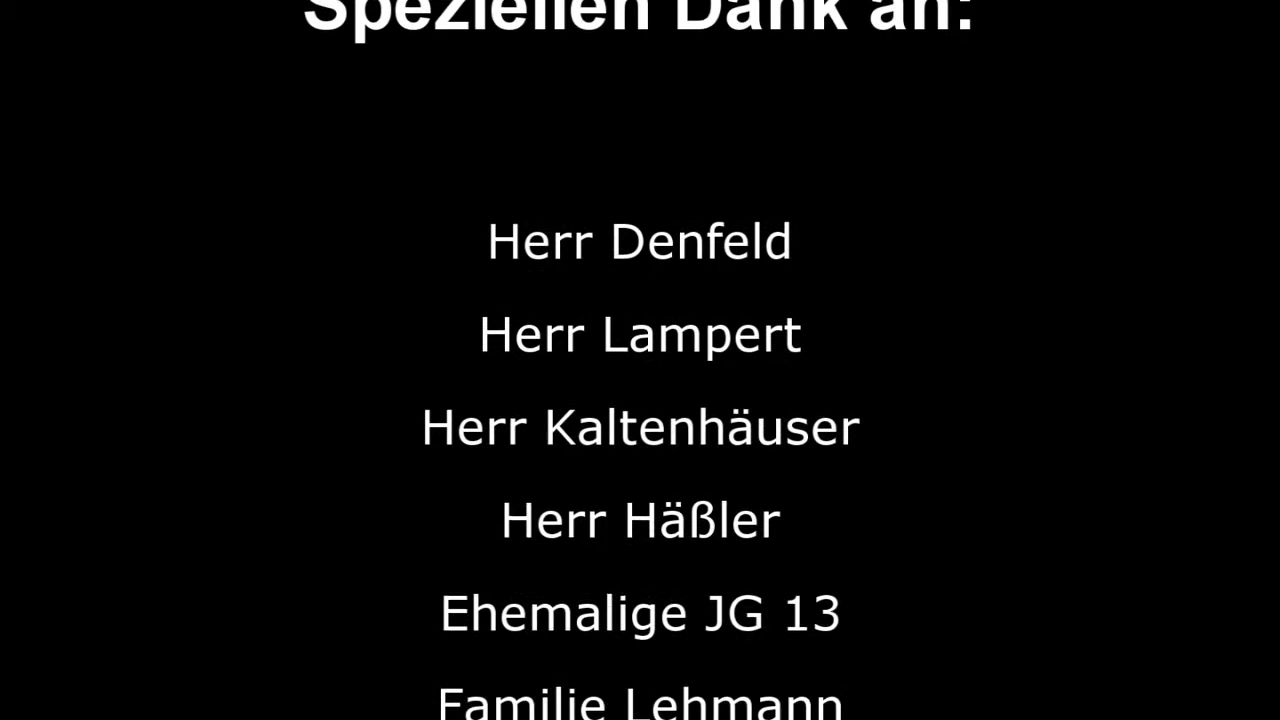 Speziellen Dank an:
Herr Denfeld
Herr Lampert
Herr Kaltenhäuser
Herr Häßler
Ehemalige JG 13
Familie Lehmann